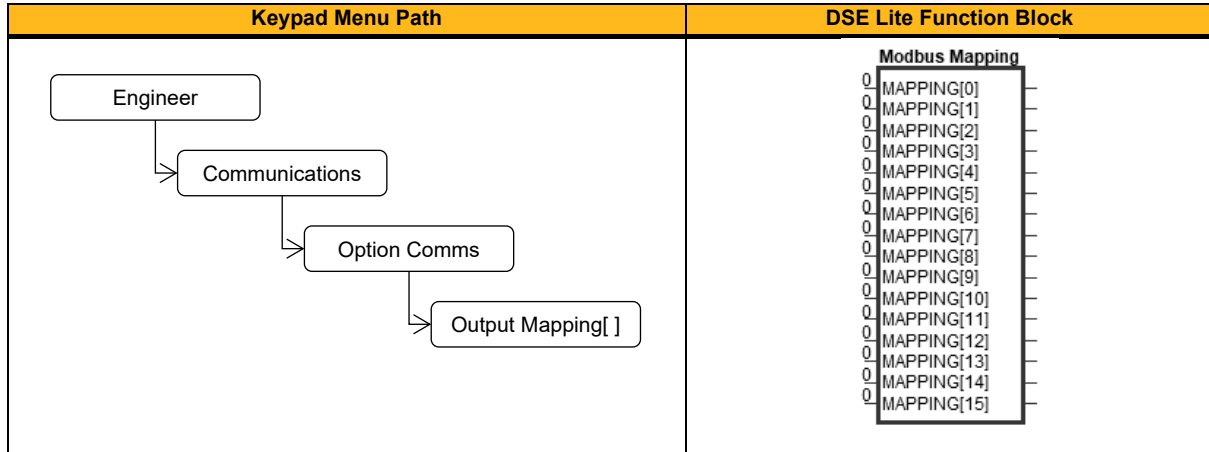 Keypad Menu Path
DSE Lite Function Block
Engineer
Communications
Option Comms
Output Mapping[ ]
Modbus Mapping
0 MAPPING[0]
0 MAPPING[1]
0 MAPPING[2]
0 MAPPING[3]
0 MAPPING[4]
0 MAPPING[5]
0 MAPPING[6]
0 MAPPING[7]
0 MAPPING[8]
0 MAPPING[9]
0 MAPPING[10]
0 MAPPING[11]
0 MAPPING[12]
0 MAPPING[13]
0 MAPPING[14]
0 MAPPING[15]